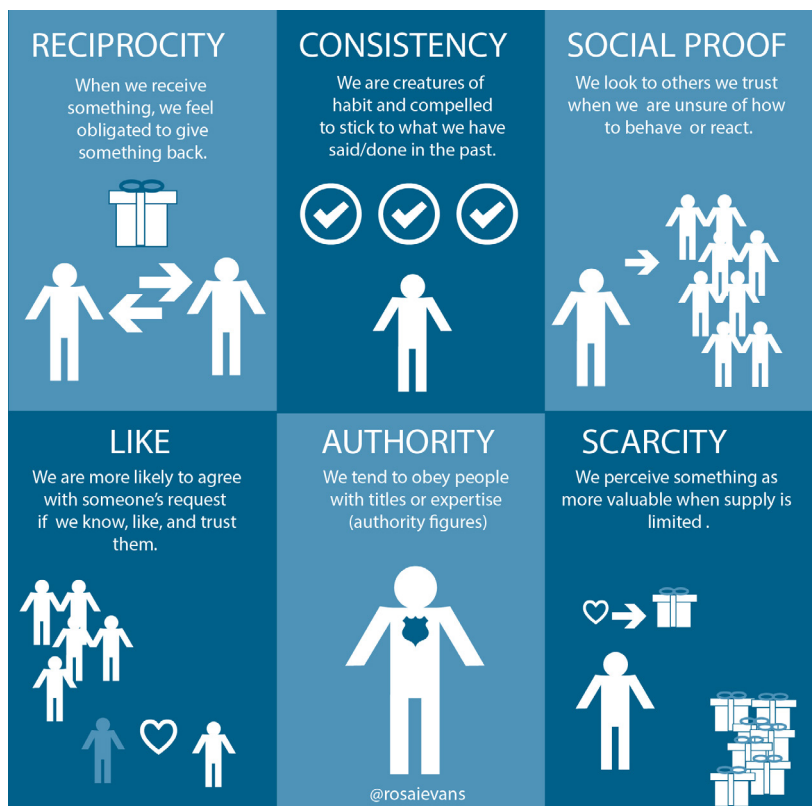 RECIPROCITY
When we receive
something, we feel
obligated to give
something back.
CONSISTENCY
We are creatures of
habit and compelled
to stick to what we have
said/done in the past.
SOCIAL PROOF
We look to others we trust
when we are unsure of how
to behave or react.
LIKE
We are more likely to agree
with someone's request
if we know, like, and trust
them.
AUTHORITY
We tend to obey people
with titles or expertise
(authority figures)
SCARCITY
We perceive something as
more valuable when supply is
limited .
@rosaievans